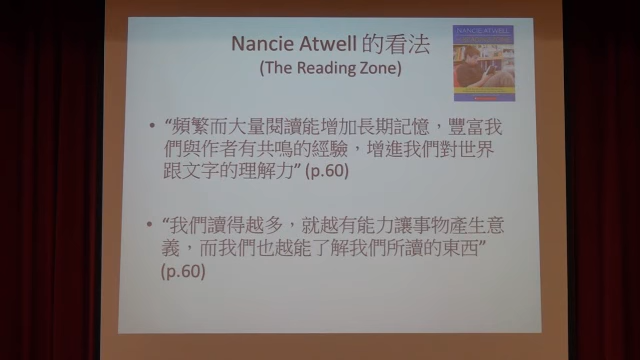 Nancie Atwell 的看法
(The Reading Zone)
NANCIE ATWELL
• “頻繁而大量閱讀能增加長期記憶，豐富我
們與作者有共鳴的經驗，增進我們對世界
跟文字的理解力” (p.60)
• “我們讀得越多，就越有能力讓事物產生意
義，而我們也越能了解我們所讀的東西”
(p.60)